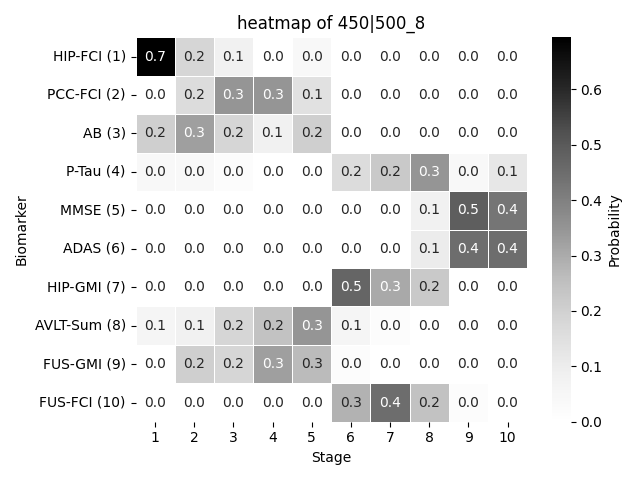 heatmap of 450|500_8
HIP-FCI (1) 0.7 0.2 0.1 0.0 0.0 0.0 0.0 0.0 0.0 0.0
PCC-FCI (2) 0.0 0.2 0.3 0.3 0.1 0.0 0.0 0.0 0.0 0.0
AB (3) 0.2 0.3 0.2 0.1 0.2 0.0 0.0 0.0 0.0 0.0
P-Tau (4) 0.0 0.0 0.0 0.0 0.0 0.2 0.2 0.3 0.0 0.1
MMSE (5) 0.0 0.0 0.0 0.0 0.0 0.0 0.0 0.1 0.5 0.4
ADAS (6) 0.0 0.0 0.0 0.0 0.0 0.0 0.0 0.1 0.4 0.4
HIP-GMI (7) 0.0 0.0 0.0 0.0 0.0 0.5 0.3 0.2 0.0 0.0
AVLT-Sum (8) 0.1 0.1 0.2 0.2 0.3 0.1 0.0 0.0 0.0 0.0
FUS-GMI (9) 0.0 0.2 0.2 0.3 0.3 0.0 0.0 0.0 0.0 0.0
FUS-FCI (10) 0.0 0.0 0.0 0.0 0.0 0.3 0.4 0.2 0.0 0.0
1 2 3 4 5 6 7 8 9 10
Stage
Biomarker
0.6
0.5
0.4
0.3
0.2
0.1
0.0
Probability